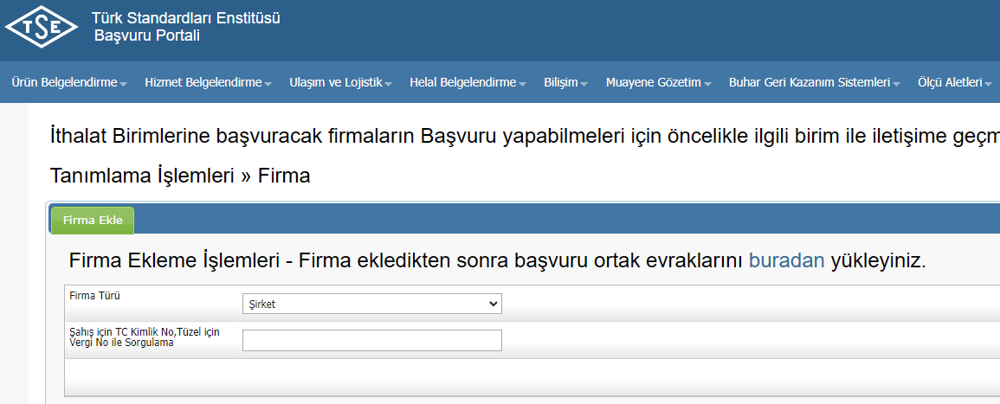 TSE
Türk Standardları Enstitüsü
Başvuru Portali
Ürün Belgelendirme Hizmet Belgelendirme Ulaşım ve Lojistik Helal Belgelendirme Bilişim Muayene Gözetim Buhar Geri Kazanım Sistemleri Ölçü Aletleri
İthalat Birimlerine başvuracak firmaların Başvuru yapabilmeleri için öncelikle ilgili birim ile iletişime geçm
Tanımlama İşlemleri » Firma
Firma Ekle
Firma Ekleme İşlemleri - Firma ekledikten sonra başvuru ortak evraklarını buradan yükleyiniz.
Firma Türü
Şirket
Şahış için TC Kimlik No,Tüzel için
Vergi No ile Sorgulama